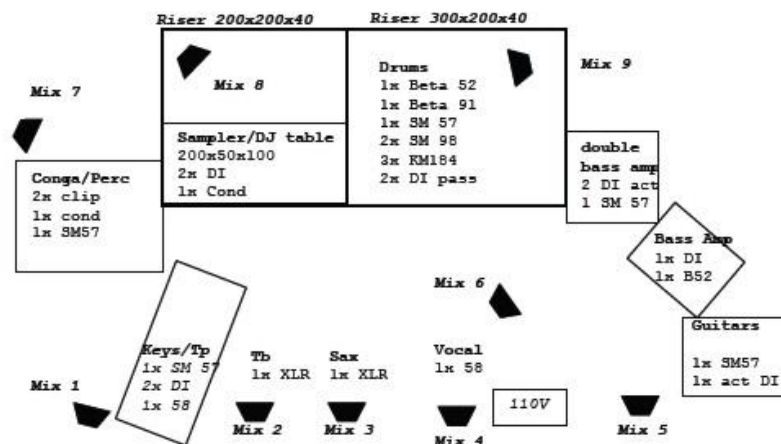 Riser 200x200x40
Riser 300x200x40
Mix 7
Mix 8
Drums
1x Beta 52
1x Beta 91
1x SM 57
2x SM 98
3x KM184
2x DI pass
Mix 9
Sampler/DJ table
200x50x100
2x DI
1x Cond
Conga/Perc
2x clip
1x cond
1x SM57
double
bass amp
2 DI act
1 SM 57
Bass Amp
1x DI
1x B52
Mix 6
Guitars
1x SM57
1x act DI
Keys/Tp
1x SM 57
2x DI
1x 58
Tb
1x XLR
Sax
1x XLR
Vocal
1x 58
110V
Mix 1
Mix 2
Mix 3
Mix 4
Mix 5